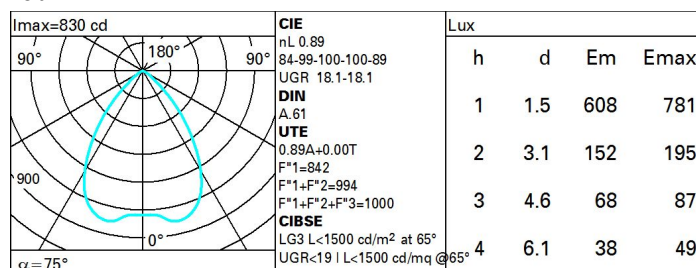 Imax=830 cd
90° 180° 90°
900
0°
α=75°
CIE
nL 0.89
84-99-100-100-89
UGR 18.1-18.1
DIN
A.61
UTE
0.89A+0.00T
F"1=842
F"1+F"2=994
F"1+F"2+F"3=1000
CIBSE
LG3 L<1500 cd/m² at 65°
UGR<19 | L<1500 cd/mq @65°
Lux
h d Em Emax
1 1.5 608 781
2 3.1 152 195
3 4.6 68 87
4 6.1 38 49